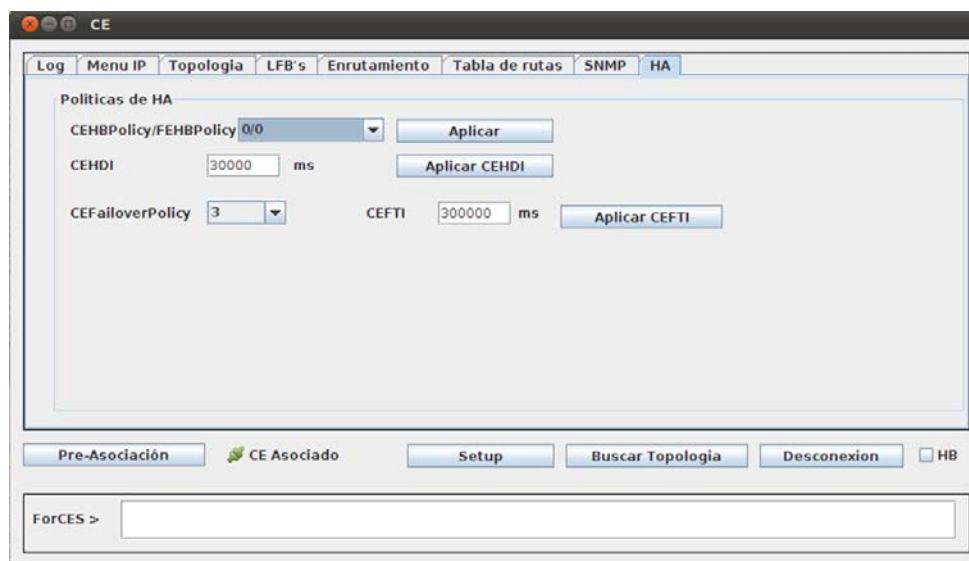 CE
Log Menu IP Topologia LFB's Enrutamiento Tabla de rutas SNMP HA
Politicas de HA
CEHBPolicy/FEHBPolicy 0/0 Aplicar
CEHDI 30000 ms Aplicar CEHDI
CEFailoverPolicy 3 CEFTI 300000 ms Aplicar CEFTI
Pre-Asociación CE Asociado Setup Buscar Topologia Desconexion HB
ForCES >